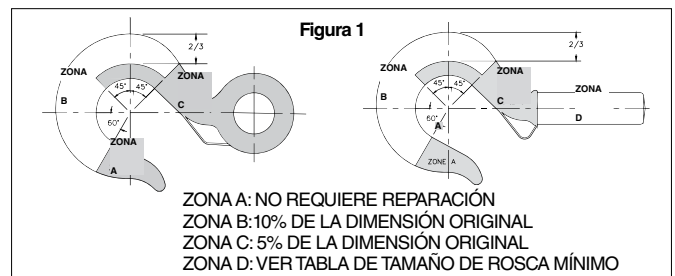 Figura 1
2/3
ZONA
ZONA
B
45° 45°
C
60°
ZONA
A
2/3
ZONA
ZONA
B
45° 45°
C
ZONA
D
60°
A
ZONE A
ZONA A: NO REQUIERE REPARACIÓN
ZONA B:10% DE LA DIMENSIÓN ORIGINAL
ZONA C: 5% DE LA DIMENSIÓN ORIGINAL
ZONA D: VER TABLA DE TAMAÑO DE ROSCA MÍNIMO